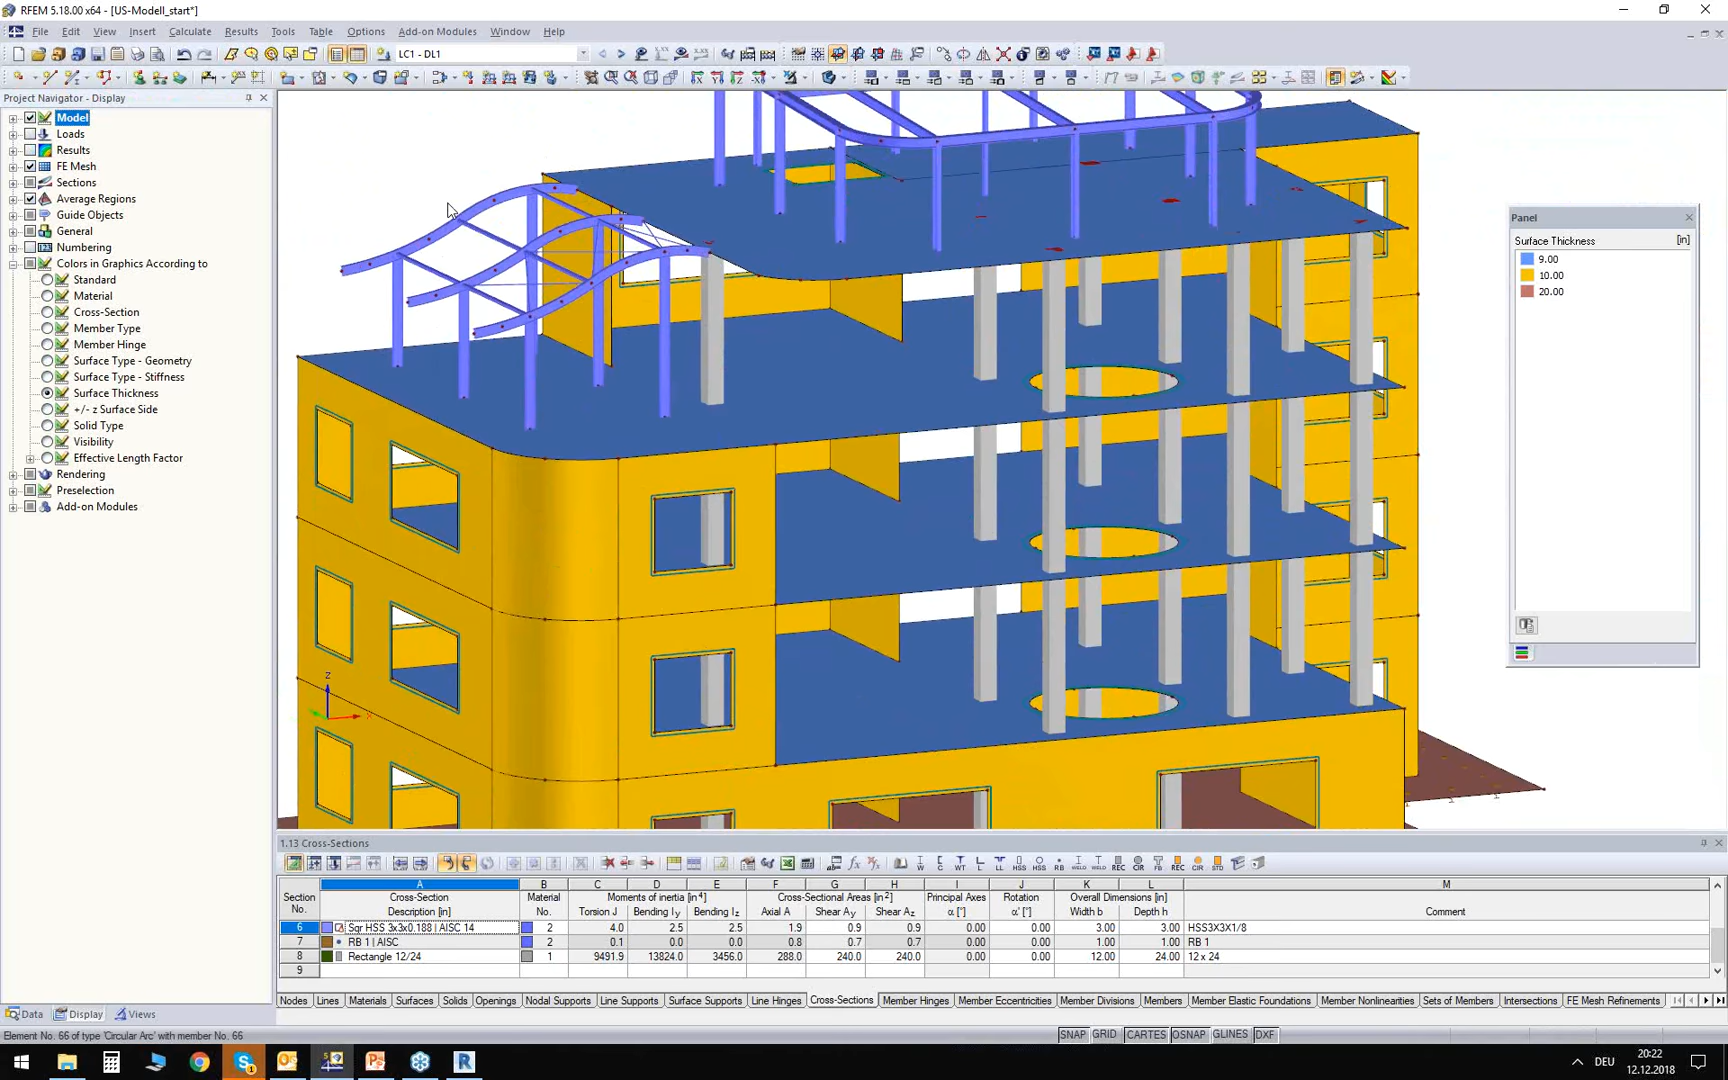 RFEM 5.18.00 x64 - [US-Modell_start*]
File Edit View Insert Calculate Results Tools Table Options Add-on Modules Window Help
LC1 - DL1
Project Navigator - Display
Model
Loads
Results
FE Mesh
Sections
Average Regions
Guide Objects
General
Numbering
Colors in Graphics According to
Standard
Material
Cross-Section
Member Type
Member Hinge
Surface Type - Geometry
Surface Type - Stiffness
Surface Thickness
+/- z Surface Side
Solid Type
Visibility
Effective Length Factor
Rendering
Preselection
Add-on Modules
Panel
Surface Thickness [in]
9.00
10.00
20.00
Z
X
1.13 Cross-Sections
A B C D E F G H I J K L M
Section Cross-Section Material Moments of inertia [in⁴] Cross-Sectional Areas [in²] Principal Axes Rotation Overall Dimensions [in]
No. Description [in] No. Torsion J Bending Iy Bending Iz Axial A Shear Ay Shear Az α [°] α' [°] Width b Depth h Comment
6 Sqr HSS 3x3x0.188 | AISC 14 2 4.0 2.5 2.5 1.9 0.9 0.9 0.00 0.00 3.00 3.00 HSS3X3X1/8
7 RB 1 | AISC 2 0.1 0.0 0.0 0.8 0.7 0.7 0.00 0.00 1.00 1.00 RB 1
8 Rectangle 12/24 1 9491.9 13824.0 3456.0 288.0 240.0 240.0 0.00 0.00 12.00 24.00 12 x 24
9
Nodes Lines Materials Surfaces Solids Openings Nodal Supports Line Supports Surface Supports Line Hinges Cross-Sections Member Hinges Member Eccentricities Member Divisions Members Member Elastic Foundations Member Nonlinearities Sets of Members Intersections FE Mesh Refinements
Data Display Views
Element No. 66 of type 'Circular Arc' with member No. 66
SNAP GRID CARTES OSNAP GLINES DXF
DEU
20:22
12.12.2018